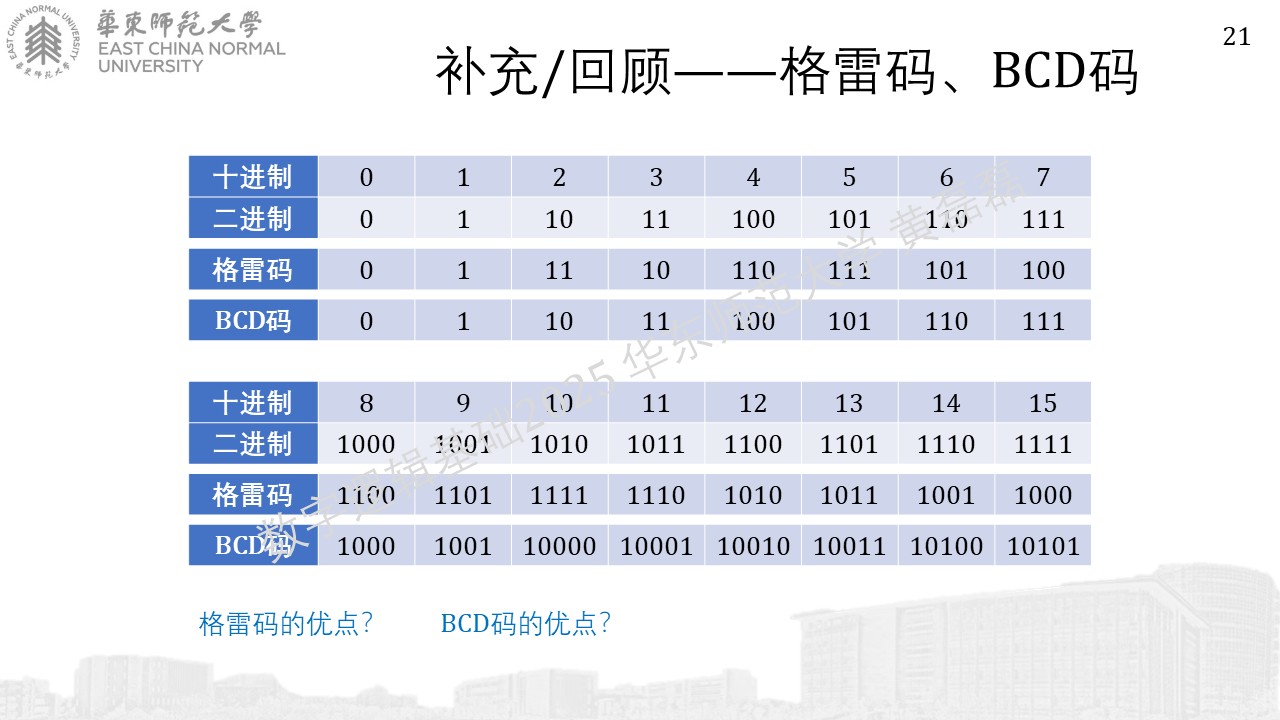 華東師範大學
EAST CHINA NORMAL
UNIVERSITY
EAST CHINA NORMAL UNIVERSITY
華東師範大學
21
补充/回顾——格雷码、BCD码
十进制 0 1 2 3 4 5 6 7
二进制 0 1 10 11 100 101 110 111
格雷码 0 1 11 10 110 111 101 100
BCD码 0 1 10 11 100 101 110 111
十进制 8 9 10 11 12 13 14 15
二进制 1000 1001 1010 1011 1100 1101 1110 1111
格雷码 1100 1101 1111 1110 1010 1011 1001 1000
BCD码 1000 1001 10000 10001 10010 10011 10100 10101
数字逻辑基础2025 华东师范大学 黄磊磊
格雷码的优点? BCD码的优点?